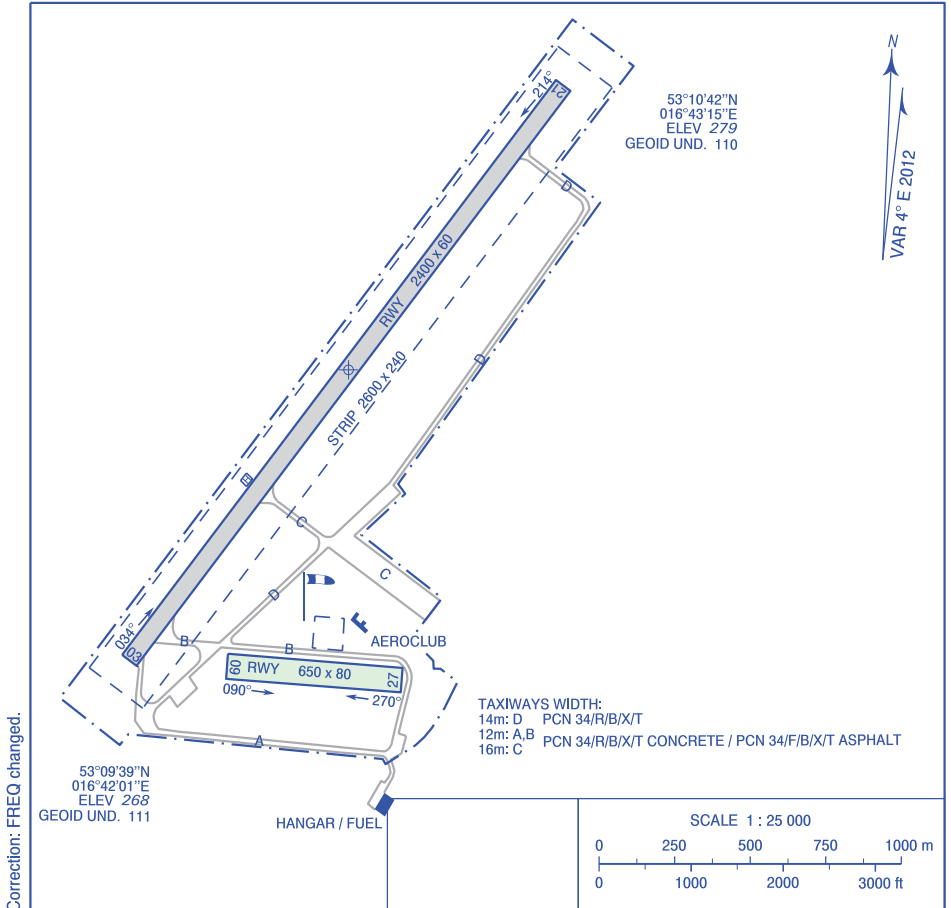 N
VAR 4° E 2012
53°10'42"N
016°43'15"E
ELEV 279
GEOID UND. 110
214°
21
D
RWY 2400 x 60
STRIP 2600 x 240
D
H
C
C
D
034°
03
B
B
AEROCLUB
60 RWY 650 x 80 27
090°
270°
A
TAXIWAYS WIDTH:
14m: D PCN 34/R/B/X/T
12m: A,B
16m: C PCN 34/R/B/X/T CONCRETE / PCN 34/F/B/X/T ASPHALT
53°09'39"N
016°42'01"E
ELEV 268
GEOID UND. 111
HANGAR / FUEL
SCALE 1 : 25 000
0 250 500 750 1000 m
0 1000 2000 3000 ft
Correction: FREQ changed.